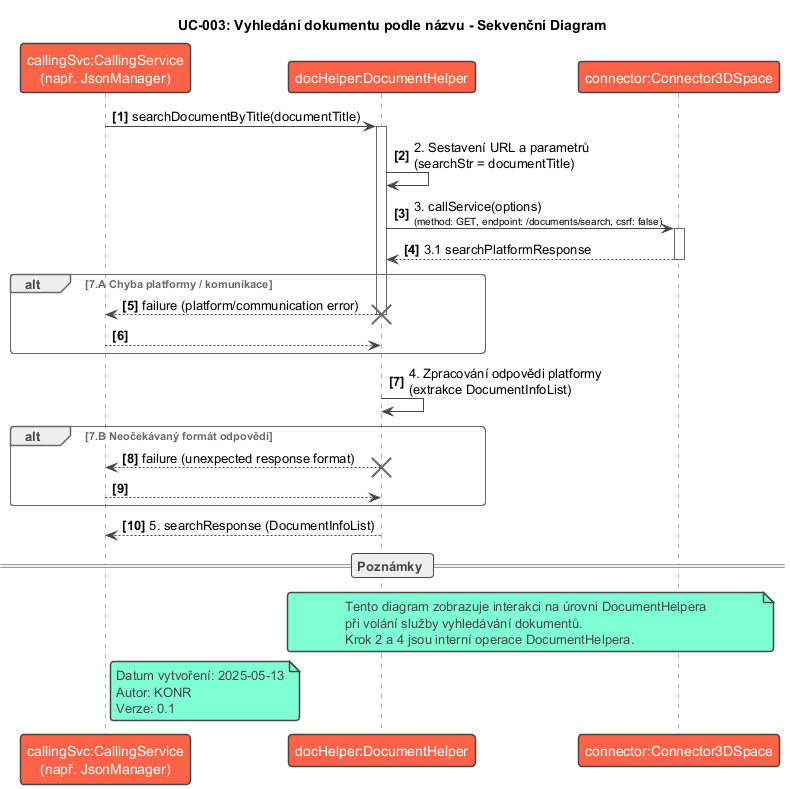 UC-003: Vyhledání dokumentu podle názvu - Sekvenční Diagram
callingSvc:CallingService
(např. JsonManager)
docHelper:DocumentHelper
connector:Connector3DSpace
[1] searchDocumentByTitle(documentTitle)
[2] 2. Sestavení URL a parametrů
(searchStr = documentTitle)
[3] 3. callService(options)
(method: GET, endpoint: /documents/search, csrf: false)
[4] 3.1 searchPlatformResponse
alt [7.A Chyba platformy / komunikace]
[5] failure (platform/communication error)
[6]
[7] 4. Zpracování odpovědi platformy
(extrakce DocumentInfoList)
alt [7.B Neočekávaný formát odpovědi]
[8] failure (unexpected response format)
[9]
[10] 5. searchResponse (DocumentInfoList)
Poznámky
Tento diagram zobrazuje interakci na úrovni DocumentHelpera
při volání služby vyhledávání dokumentů.
Krok 2 a 4 jsou interní operace DocumentHelpera.
Datum vytvoření: 2025-05-13
Autor: KONR
Verze: 0.1
callingSvc:CallingService
(např. JsonManager)
docHelper:DocumentHelper
connector:Connector3DSpace